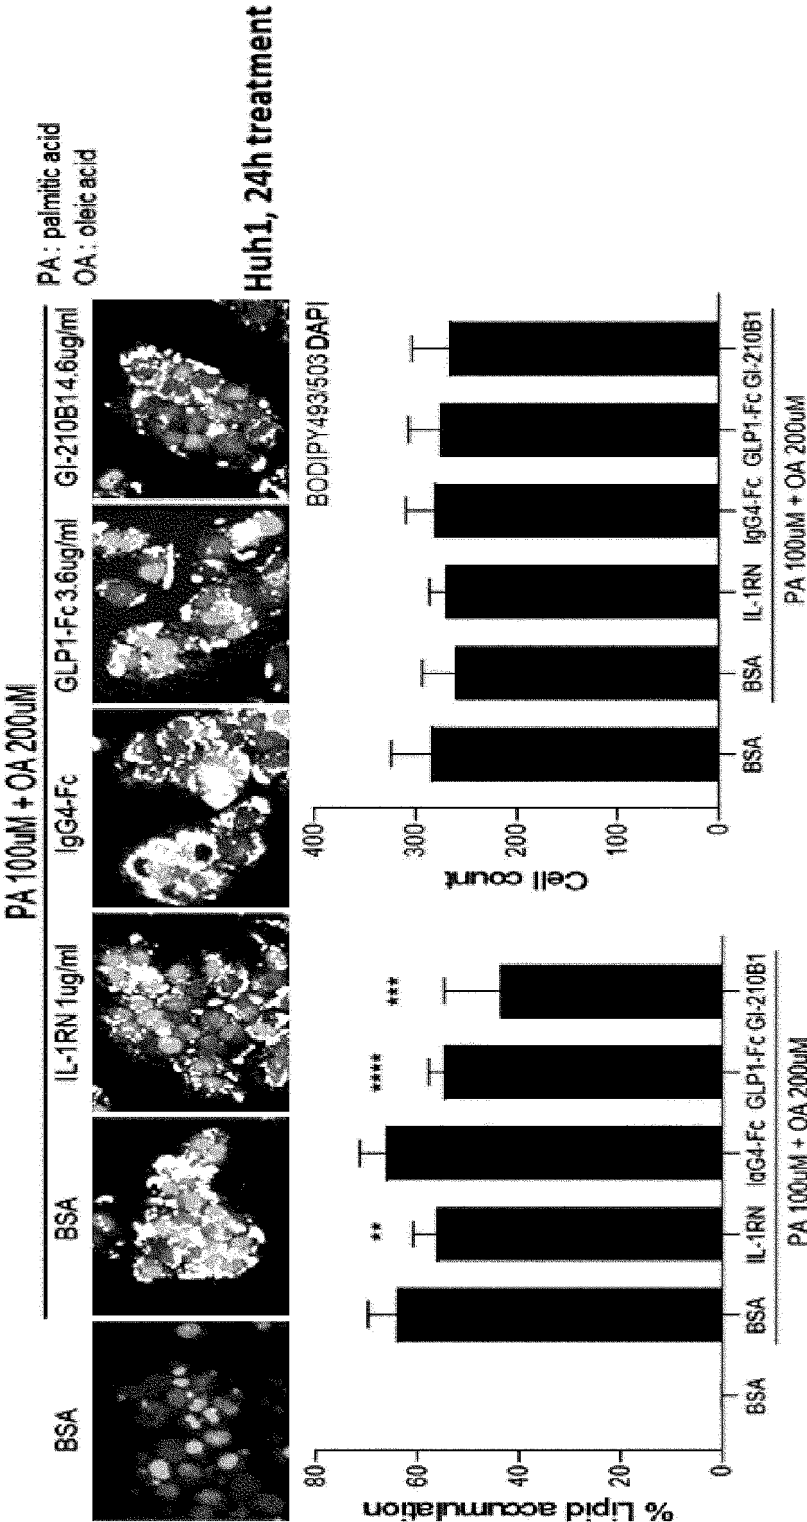 PA 100uM + OA 200uM
BSA
BSA
IL-1RN 1ug/ml
IgG4-Fc
GLP1-Fc 3.6ug/ml
GI-210B1 4.6ug/ml
PA : palmitic acid
OA : oleic acid
Huh1, 24h treatment
BODIPY493/503 DAPI
% Lipid accumulation
80
60
40
20
0
**
****
***
BSA
BSA
IL-1RN
IgG4-Fc
GLP1-Fc
GI-210B1
PA 100uM + OA 200uM
Cell count
400
300
200
100
0
BSA
BSA
IL-1RN
IgG4-Fc
GLP1-Fc
GI-210B1
PA 100uM + OA 200uM